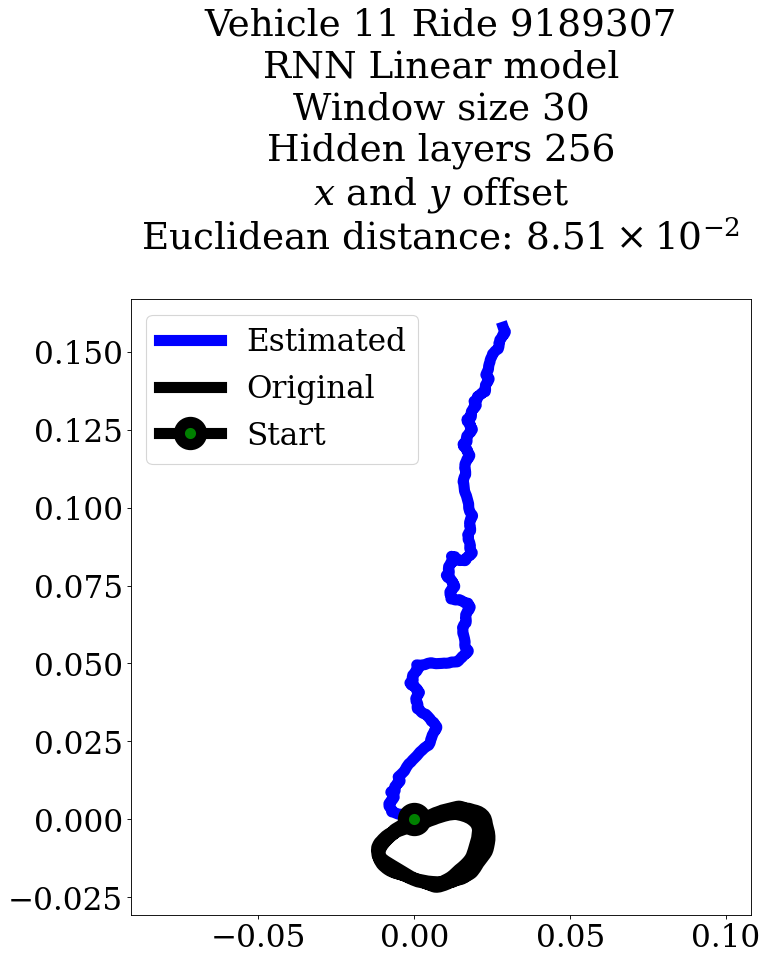 Vehicle 11 Ride 9189307
RNN Linear model
Window size 30
Hidden layers 256
x and y offset
Euclidean distance: 8.51 × 10⁻²
Estimated
Original
Start
0.150
0.125
0.100
0.075
0.050
0.025
0.000
−0.025
−0.05 0.00 0.05 0.10